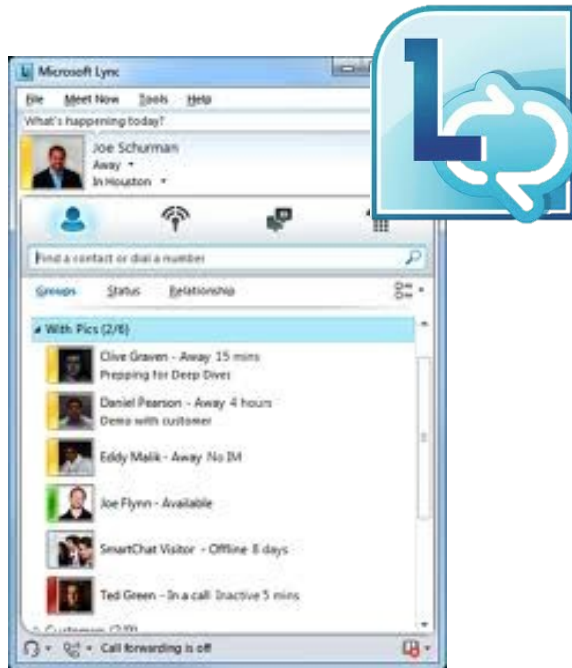 Microsoft Lync
File Meet Now Tools Help
What's happening today?
Joe Schurman
Away
In Houston
Find a contact or dial a number
Groups Status Relationship
With Pics (2/6)
Clive Graven - Away 15 mins
Prepping for Deep Dives
Daniel Pearson - Away 4 hours
Demo with customer
Eddy Malik - Away No IM
Joe Flynn - Available
SmartChat Visitor - Offline 8 days
Ted Green - In a call Inactive 5 mins
Call forwarding is off